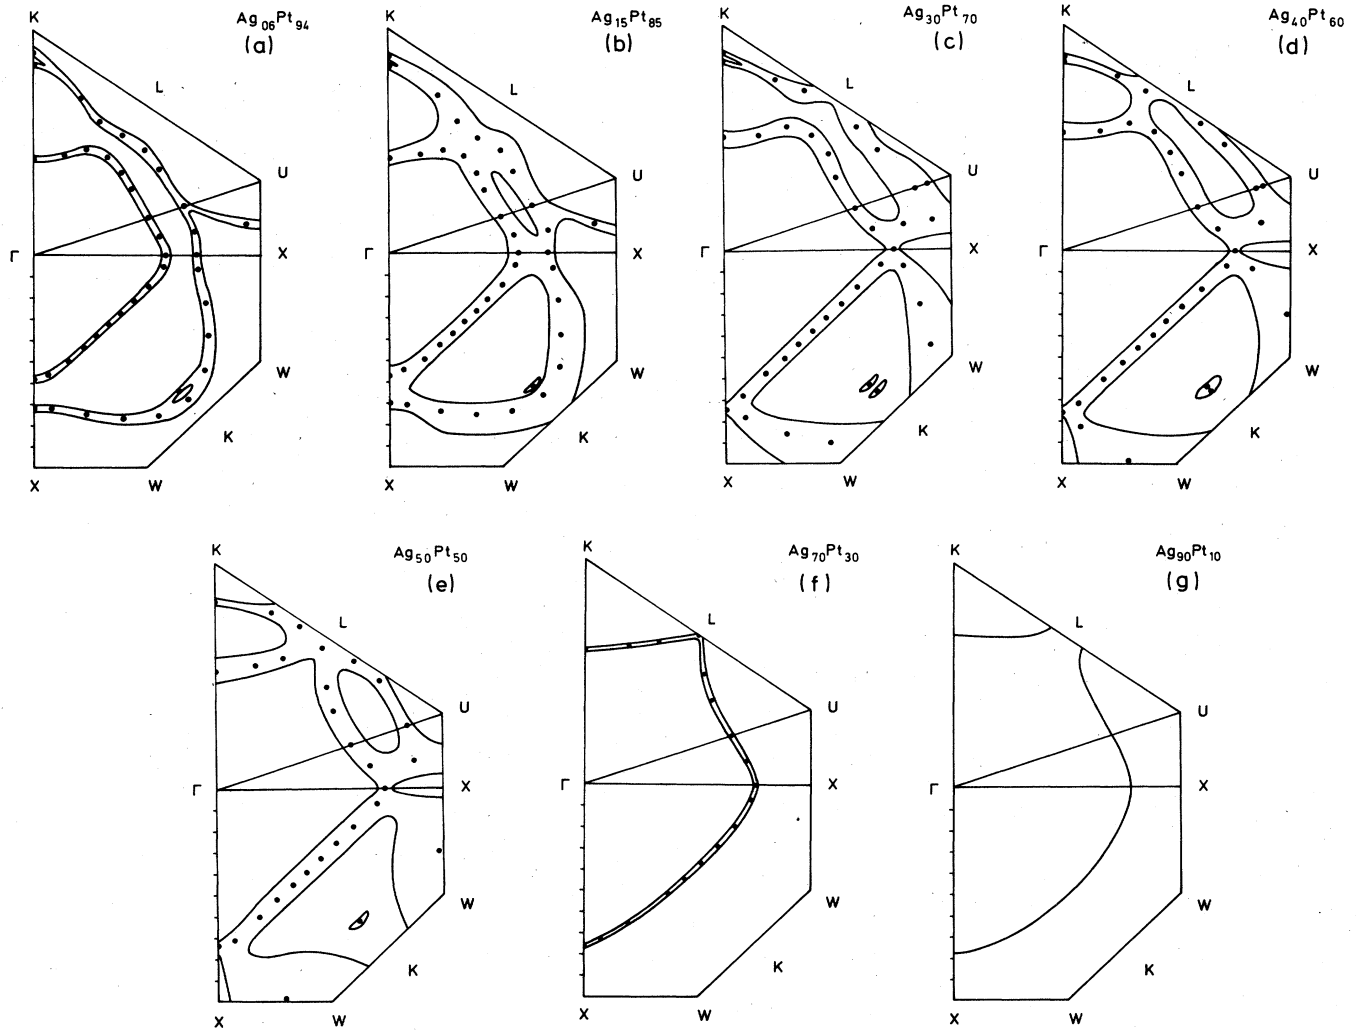 K
Ag06Pt94
(a)
L
U
Γ
X
W
K
X
W
K
Ag15Pt85
(b)
L
U
Γ
X
W
K
X
W
K
Ag30Pt70
(c)
L
U
Γ
X
W
K
X
W
K
Ag40Pt60
(d)
L
U
Γ
X
W
K
X
W
K
Ag50Pt50
(e)
L
U
Γ
X
W
K
X
W
K
Ag70Pt30
(f)
L
U
Γ
X
W
K
X
W
K
Ag90Pt10
(g)
L
U
Γ
X
W
K
X
W